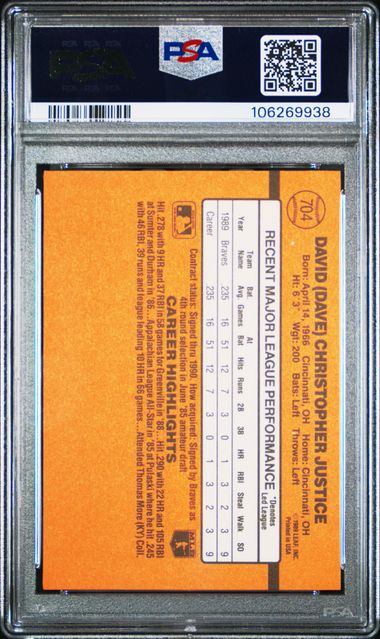 PSA
PSA
106269938
704
DAVID (DAVE) CHRISTOPHER JUSTICE
Born: April 14, 1966 Cincinnati, OH Home: Cincinnati, OH
Ht: 6' 3" Wgt: 200 Bats: Left Throws: Left
© 1989 LEAF, INC.
Printed in USA
RECENT MAJOR LEAGUE PERFORMANCE
*Denotes
Led League
Year Team Name Bat. Avg. Games At Bat Hits Runs 2B 3B HR RBI Steal Walk SO
1989 Braves .235 16 51 12 7 3 0 1 3 2 3 9
Career .235 16 51 12 7 3 0 1 3 2 3 9
Contract status: Signed thru 1990. How acquired: Signed by Braves as
4th round selection in June '85 amateur draft
CAREER HIGHLIGHTS
MLB
Hit .278 with 9 HR and 37 RBI in 58 games for Greenville in '88... Hit .290 with 22 HR and 105 RBI
at Sumter and Durham in '86... Appalachian League All-Star in '85 at Pulaski where he hit .245
with 46 RBI, 39 runs and league leading 10 HR in 66 games... Attended Thomas More (KY) Coll.